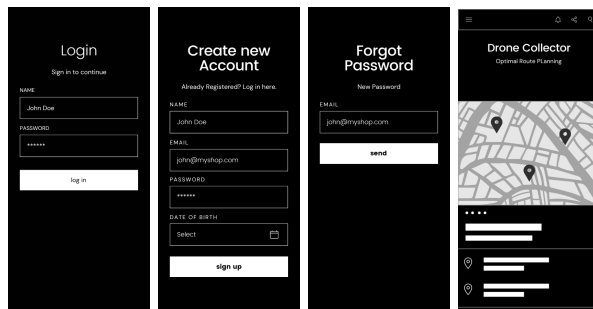 Login
Sign in to continue
NAME
John Doe
PASSWORD
******
log in
Create new
Account
Already Registered? Log in here.
NAME
John Doe
EMAIL
john@myshop.com
PASSWORD
******
DATE OF BIRTH
Select
sign up
Forgot
Password
New Password
EMAIL
john@myshop.com
send
Drone Collector
Optimal Route PLanning